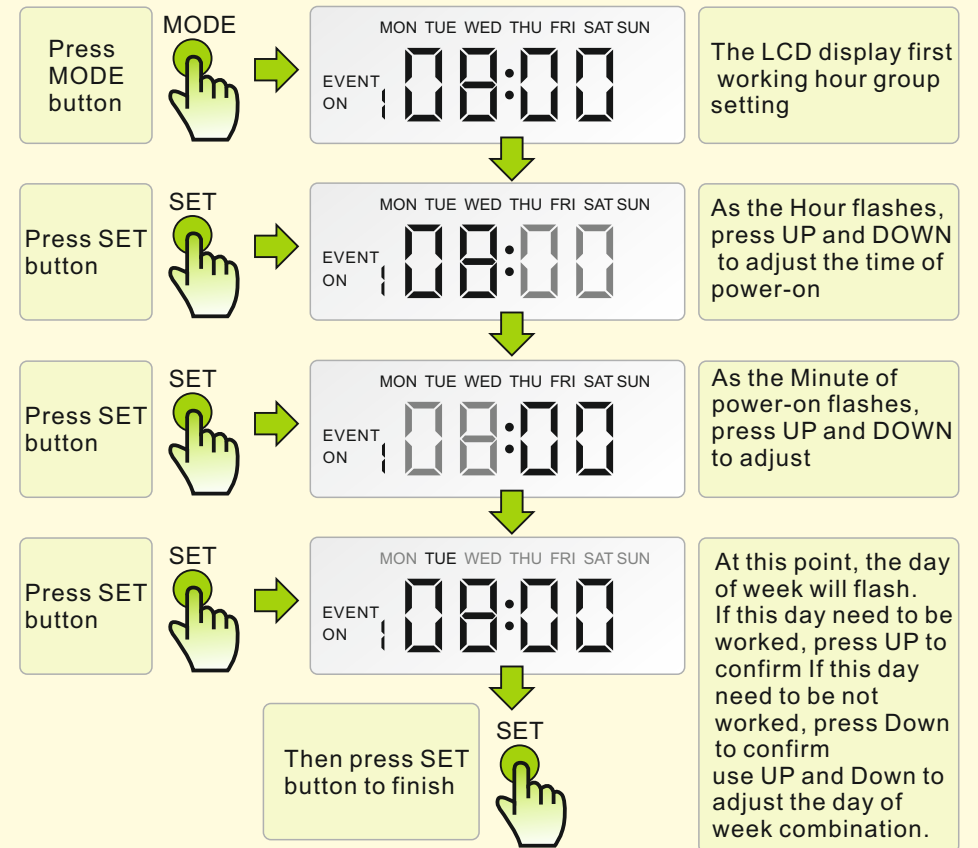 Press
MODE
button
MODE
MON TUE WED THU FRI SAT SUN
EVENT
ON
1 08:00
The LCD display first
working hour group
setting
Press SET
button
SET
MON TUE WED THU FRI SAT SUN
EVENT
ON
1 08:00
As the Hour flashes,
press UP and DOWN
to adjust the time of
power-on
Press SET
button
SET
MON TUE WED THU FRI SAT SUN
EVENT
ON
1 08:00
As the Minute of
power-on flashes,
press UP and DOWN
to adjust
Press SET
button
SET
MON TUE WED THU FRI SAT SUN
EVENT
ON
1 08:00
At this point, the day
of week will flash.
If this day need to be
worked, press UP to
confirm If this day
need to be not
worked, press Down
to confirm
use UP and Down to
adjust the day of
week combination.
Then press SET
button to finish
SET